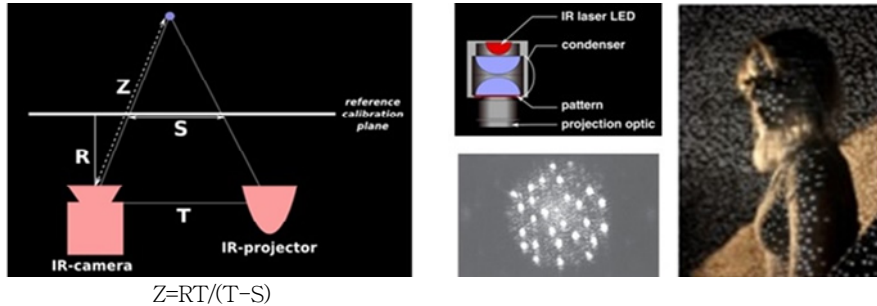 Z
reference
calibration
plane
S
R
T
IR-projector
IR-camera
Z=RT/(T-S)
IR laser LED
condenser
pattern
projection optic